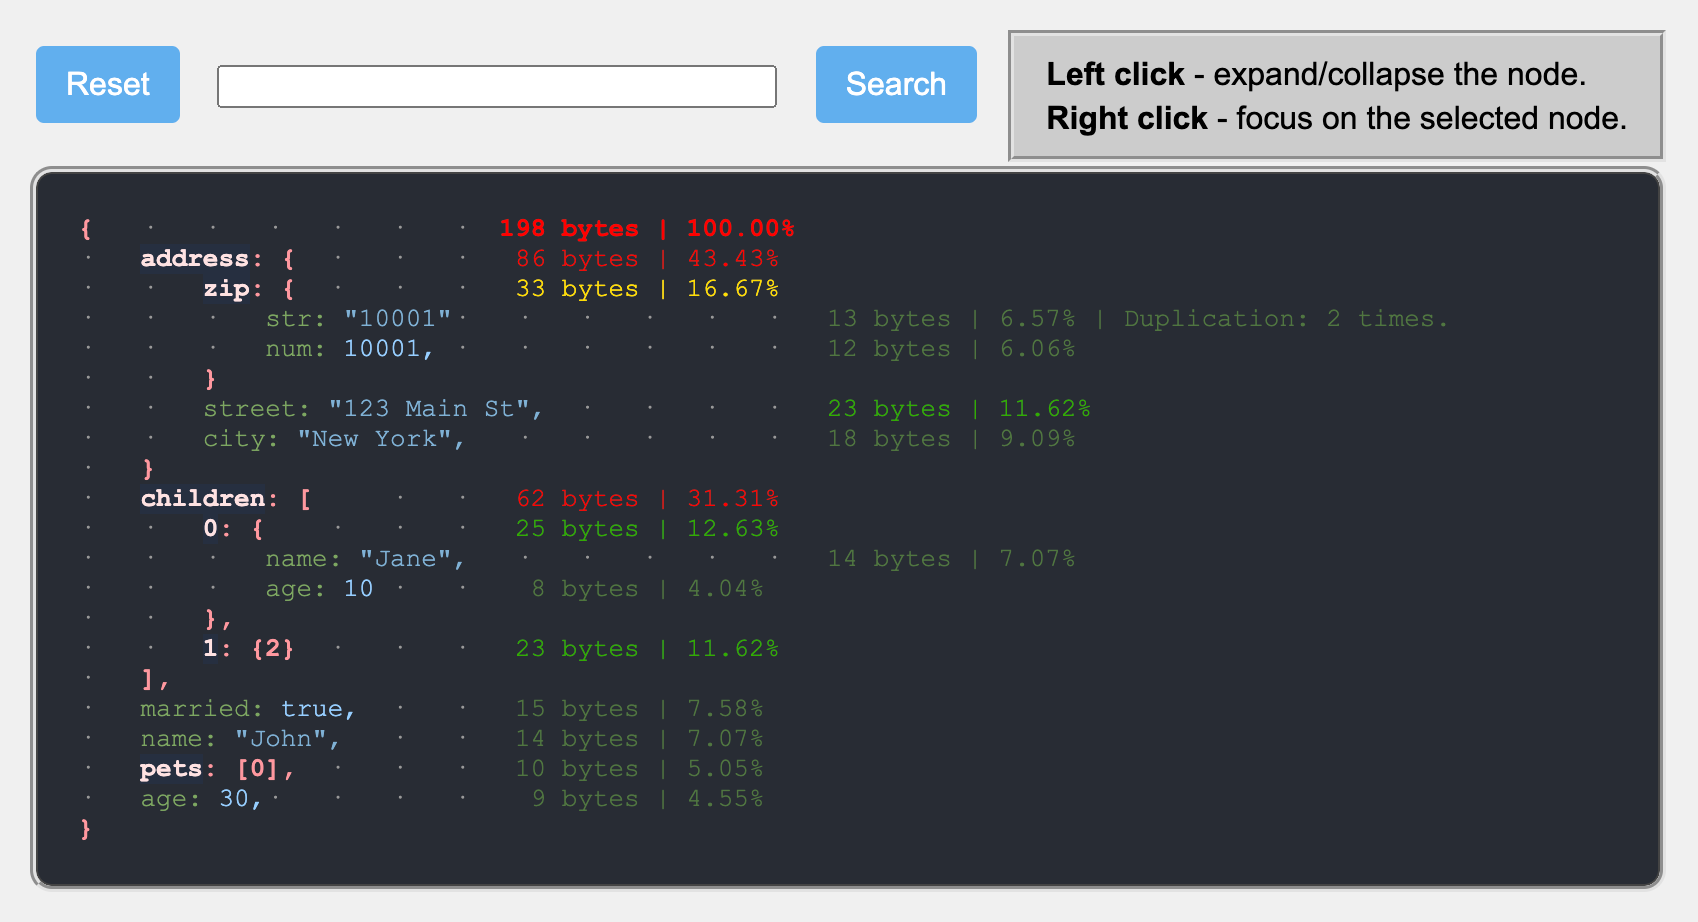 Reset
Search
Left click - expand/collapse the node.
Right click - focus on the selected node.
{ 198 bytes | 100.00%
address: { 86 bytes | 43.43%
zip: { 33 bytes | 16.67%
str: "10001" 13 bytes | 6.57% | Duplication: 2 times.
num: 10001, 12 bytes | 6.06%
}
street: "123 Main St", 23 bytes | 11.62%
city: "New York", 18 bytes | 9.09%
}
children: [ 62 bytes | 31.31%
0: { 25 bytes | 12.63%
name: "Jane", 14 bytes | 7.07%
age: 10 8 bytes | 4.04%
},
1: {2} 23 bytes | 11.62%
],
married: true, 15 bytes | 7.58%
name: "John", 14 bytes | 7.07%
pets: [0], 10 bytes | 5.05%
age: 30, 9 bytes | 4.55%
}